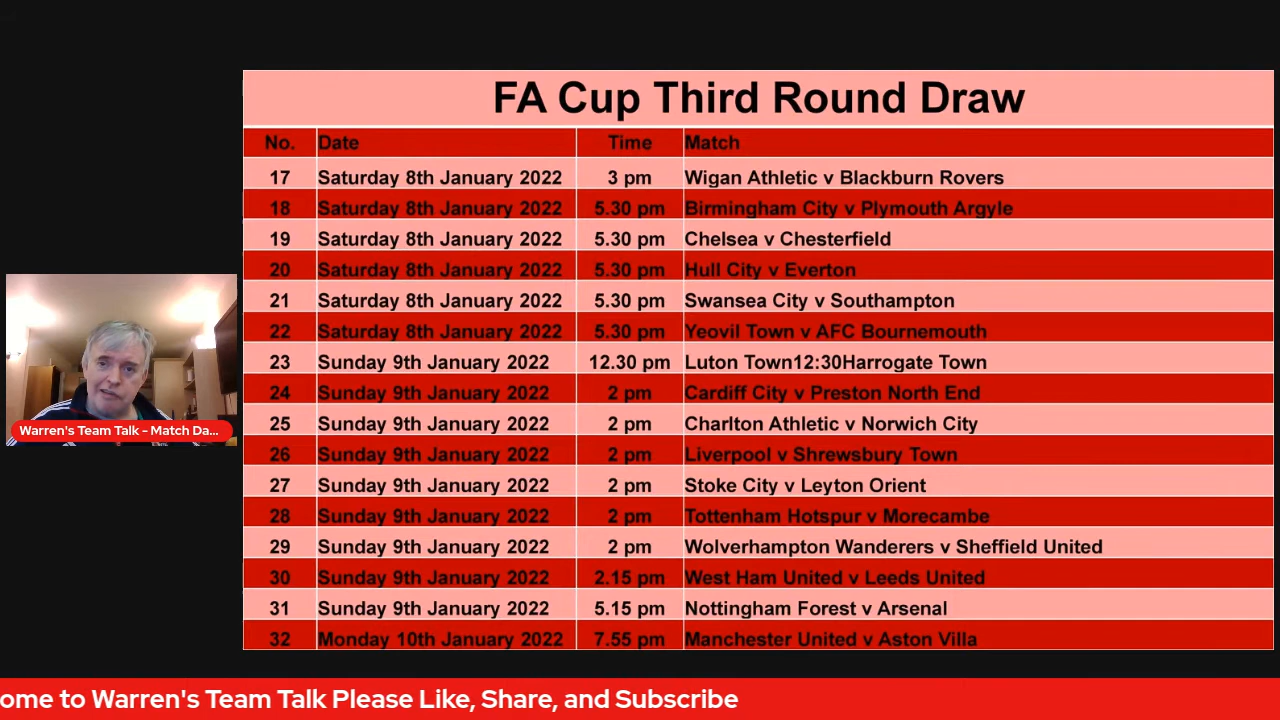 FA Cup Third Round Draw
No. Date Time Match
17 Saturday 8th January 2022 3 pm Wigan Athletic v Blackburn Rovers
18 Saturday 8th January 2022 5.30 pm Birmingham City v Plymouth Argyle
19 Saturday 8th January 2022 5.30 pm Chelsea v Chesterfield
20 Saturday 8th January 2022 5.30 pm Hull City v Everton
21 Saturday 8th January 2022 5.30 pm Swansea City v Southampton
22 Saturday 8th January 2022 5.30 pm Yeovil Town v AFC Bournemouth
23 Sunday 9th January 2022 12.30 pm Luton Town12:30Harrogate Town
24 Sunday 9th January 2022 2 pm Cardiff City v Preston North End
25 Sunday 9th January 2022 2 pm Charlton Athletic v Norwich City
26 Sunday 9th January 2022 2 pm Liverpool v Shrewsbury Town
27 Sunday 9th January 2022 2 pm Stoke City v Leyton Orient
28 Sunday 9th January 2022 2 pm Tottenham Hotspur v Morecambe
29 Sunday 9th January 2022 2 pm Wolverhampton Wanderers v Sheffield United
30 Sunday 9th January 2022 2.15 pm West Ham United v Leeds United
31 Sunday 9th January 2022 5.15 pm Nottingham Forest v Arsenal
32 Monday 10th January 2022 7.55 pm Manchester United v Aston Villa
Warren's Team Talk - Match Da...
ome to Warren's Team Talk Please Like, Share, and Subscribe